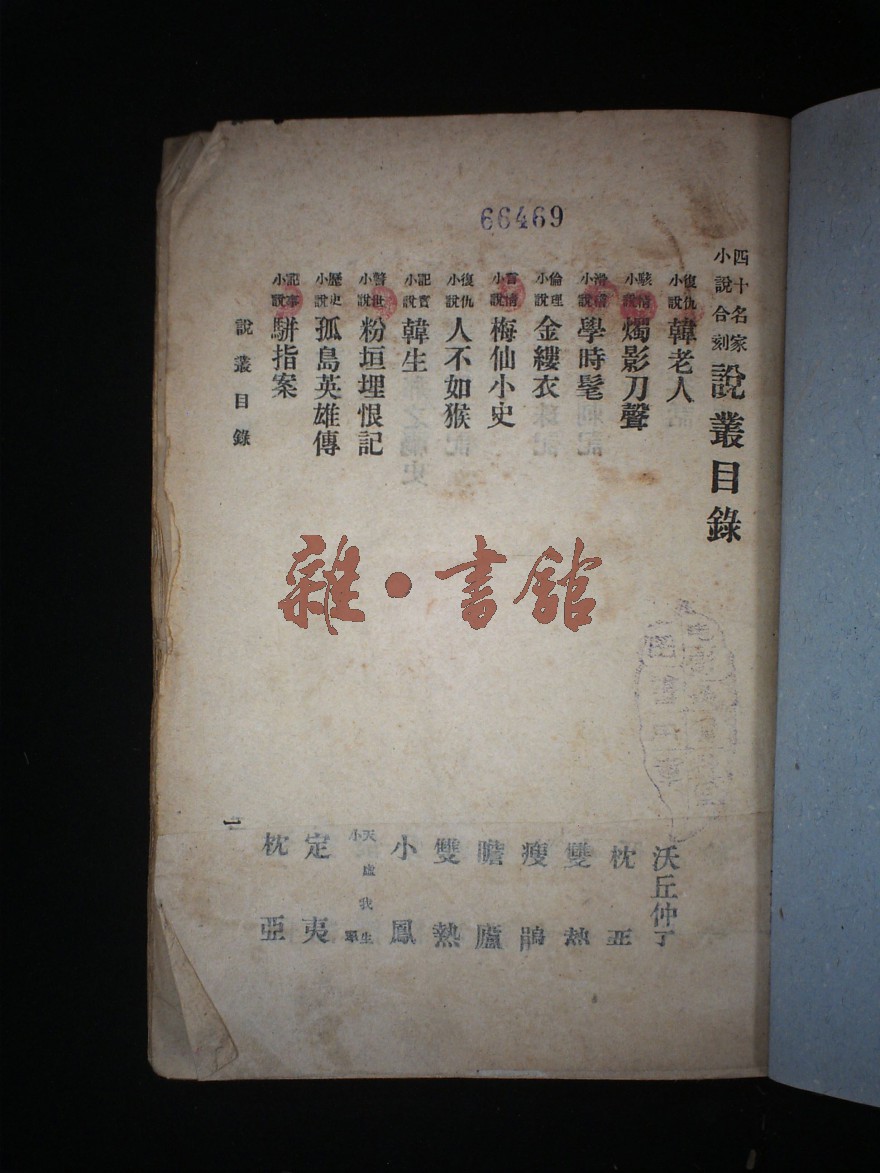 66469
四十名家小說合刻 說叢目錄
復仇小說 韓老人 沃丘仲子
駭情小說 燭影刀聲 枕亞
滑稽小說 學時髦 雙熱
倫理小說 金縷衣 瘦鵑
情小說 梅仙小史 瞻廬
復仇小說 人不如猴 雙熱
記實小說 韓生 小鳳
警世小說 粉垣埋恨記 天虛我生 小
歷史小說 孤島英雄傳 定夷
記事小說 駢指案 枕亞
說叢目錄 一
雜·書館